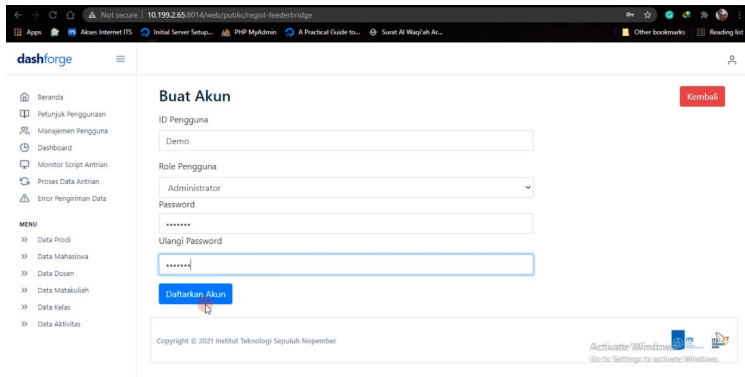 Not secure | 10.199.2.65:8014/web/public/regist-feederbridge
Apps
ITS Akses Internet ITS
Initial Server Setup...
PHP MyAdmin
A Practical Guide to...
Surat Al Waqi'ah Ar...
Other bookmarks
Reading list
dashforge
Beranda
Petunjuk Penggunaan
Manajemen Pengguna
Dashboard
Monitor Script Antrian
Proses Data Antrian
Error Pengiriman Data
MENU
Data Prodi
Data Mahasiswa
Data Dosen
Data Matakuliah
Data Kelas
Data Aktivitas
Buat Akun
Kembali
ID Pengguna
Demo
Role Pengguna
Administrator
Password
•••••••
Ulangi Password
•••••••
Daftarkan Akun
Copyright © 2021 Institut Teknologi Sepuluh Nopember
Activate Windows
Go to Settings to activate Windows.